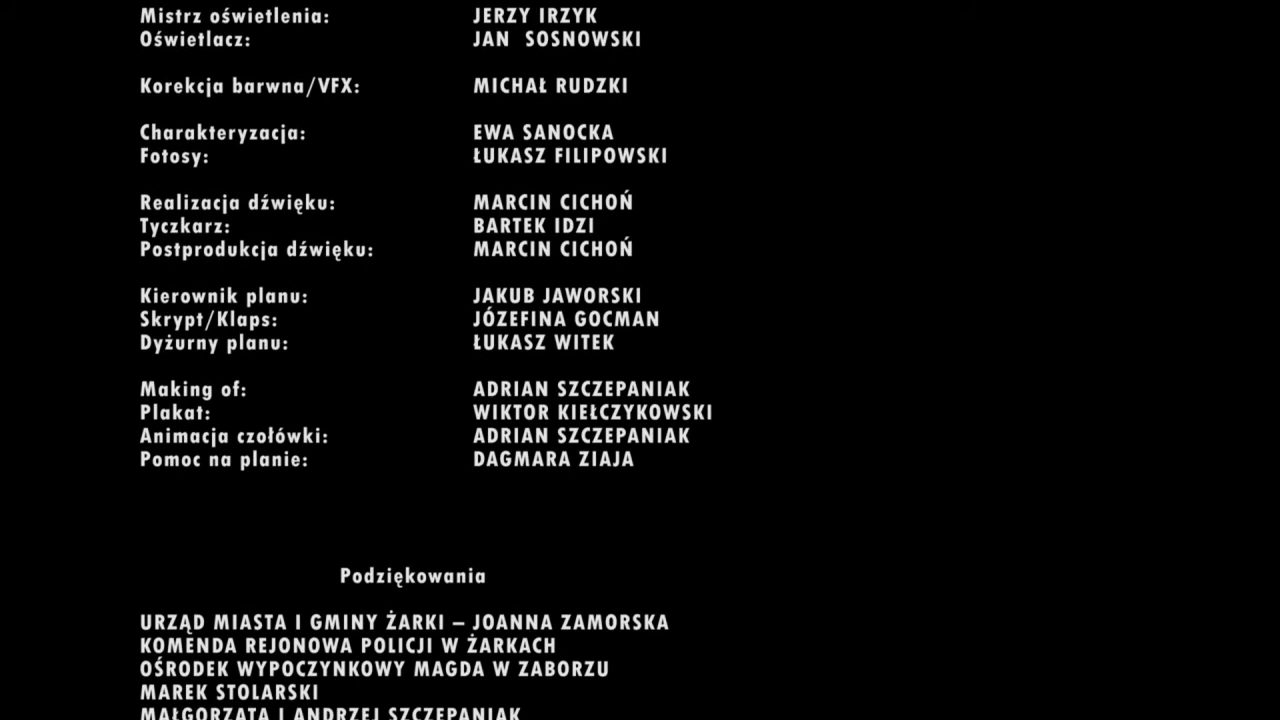 Mistrz oświetlenia: JERZY IRZYK
Oświetlacz: JAN SOSNOWSKI
Korekcja barwna/VFX: MICHAŁ RUDZKI
Charakteryzacja: EWA SANOCKA
Fotosy: ŁUKASZ FILIPOWSKI
Realizacja dźwięku: MARCIN CICHOŃ
Tyczkarz: BARTEK IDZI
Postprodukcja dźwięku: MARCIN CICHOŃ
Kierownik planu: JAKUB JAWORSKI
Skrypt/Klaps: JÓZEFINA GOCMAN
Dyżurny planu: ŁUKASZ WITEK
Making of: ADRIAN SZCZEPANIAK
Plakat: WIKTOR KIEŁCZYKOWSKI
Animacja czołówki: ADRIAN SZCZEPANIAK
Pomoc na planie: DAGMARA ZIAJA
Podziękowania
URZĄD MIASTA I GMINY ŻARKI – JOANNA ZAMORSKA
KOMENDA REJONOWA POLICJI W ŻARKACH
OŚRODEK WYPOCZYNKOWY MAGDA W ZABORZU
MAREK STOLARSKI
MAŁGORZATA I ANDRZEJ SZCZEPANIAK